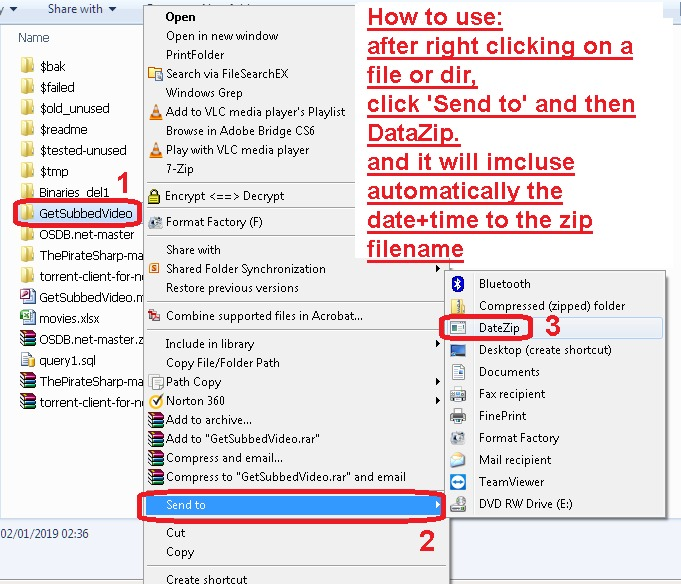 Share with
Name
$bak
$failed
$old_unused
$readme
$tested-unused
$tmp
Binaries_del1
GetSubbedVideo
OSDB.net-master
ThePirateSharp-ma
torrent-client-for-n
GetSubbedVideo.m
movies.xlsx
OSDB.net-master.z
query1.sql
ThePirateSharp-ma
torrent-client-for-n
02/01/2019 02:36
1
Open
Open in new window
PrintFolder
Search via FileSearchEX
Windows Grep
Add to VLC media player's Playlist
Browse in Adobe Bridge CS6
Play with VLC media player
7-Zip
Encrypt <==> Decrypt
Format Factory (F)
Share with
Shared Folder Synchronization
Restore previous versions
Combine supported files in Acrobat...
Include in library
Copy File/Folder Path
Path Copy
Norton 360
Add to archive...
Add to "GetSubbedVideo.rar"
Compress and email...
Compress to "GetSubbedVideo.rar" and email
Send to
2
Cut
Copy
Create shortcut
How to use:
after right clicking on a
file or dir,
click 'Send to' and then
DataZip.
and it will imcluse
automatically the
date+time to the zip
filename
Bluetooth
Compressed (zipped) folder
DateZip
3
Desktop (create shortcut)
Documents
Fax recipient
FinePrint
Format Factory
Mail recipient
TeamViewer
DVD RW Drive (E:)